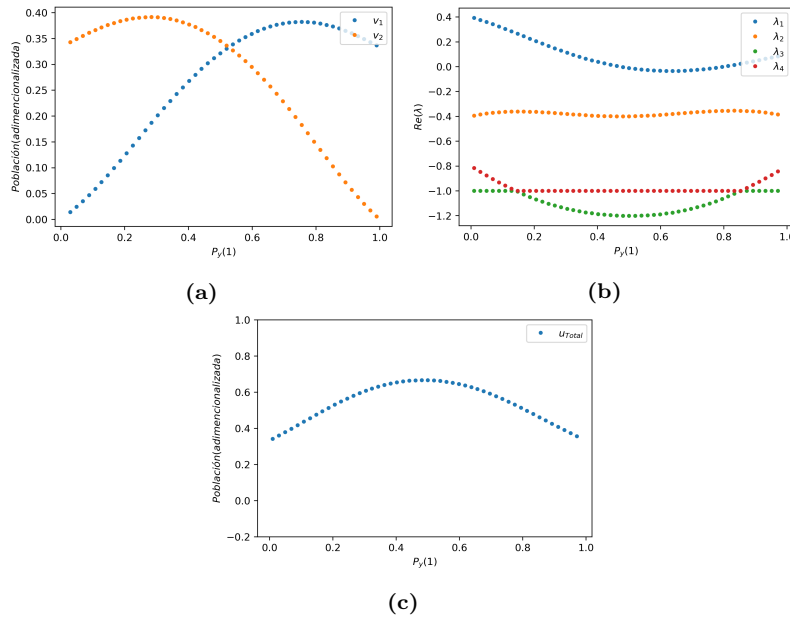 0.40
0.35
0.30
0.25
0.20
0.15
0.10
0.05
0.00
Población(adimencionalizada)
0.0 0.2 0.4 0.6 0.8 1.0
P_y(1)
v_1
v_2
(a)
0.4
0.2
0.0
−0.2
−0.4
−0.6
−0.8
−1.0
−1.2
Re(λ)
0.0 0.2 0.4 0.6 0.8 1.0
P_y(1)
λ_1
λ_2
λ_3
λ_4
(b)
1.0
0.8
0.6
0.4
0.2
0.0
−0.2
Población(adimencionalizada)
0.0 0.2 0.4 0.6 0.8 1.0
P_y(1)
u_Total
(c)